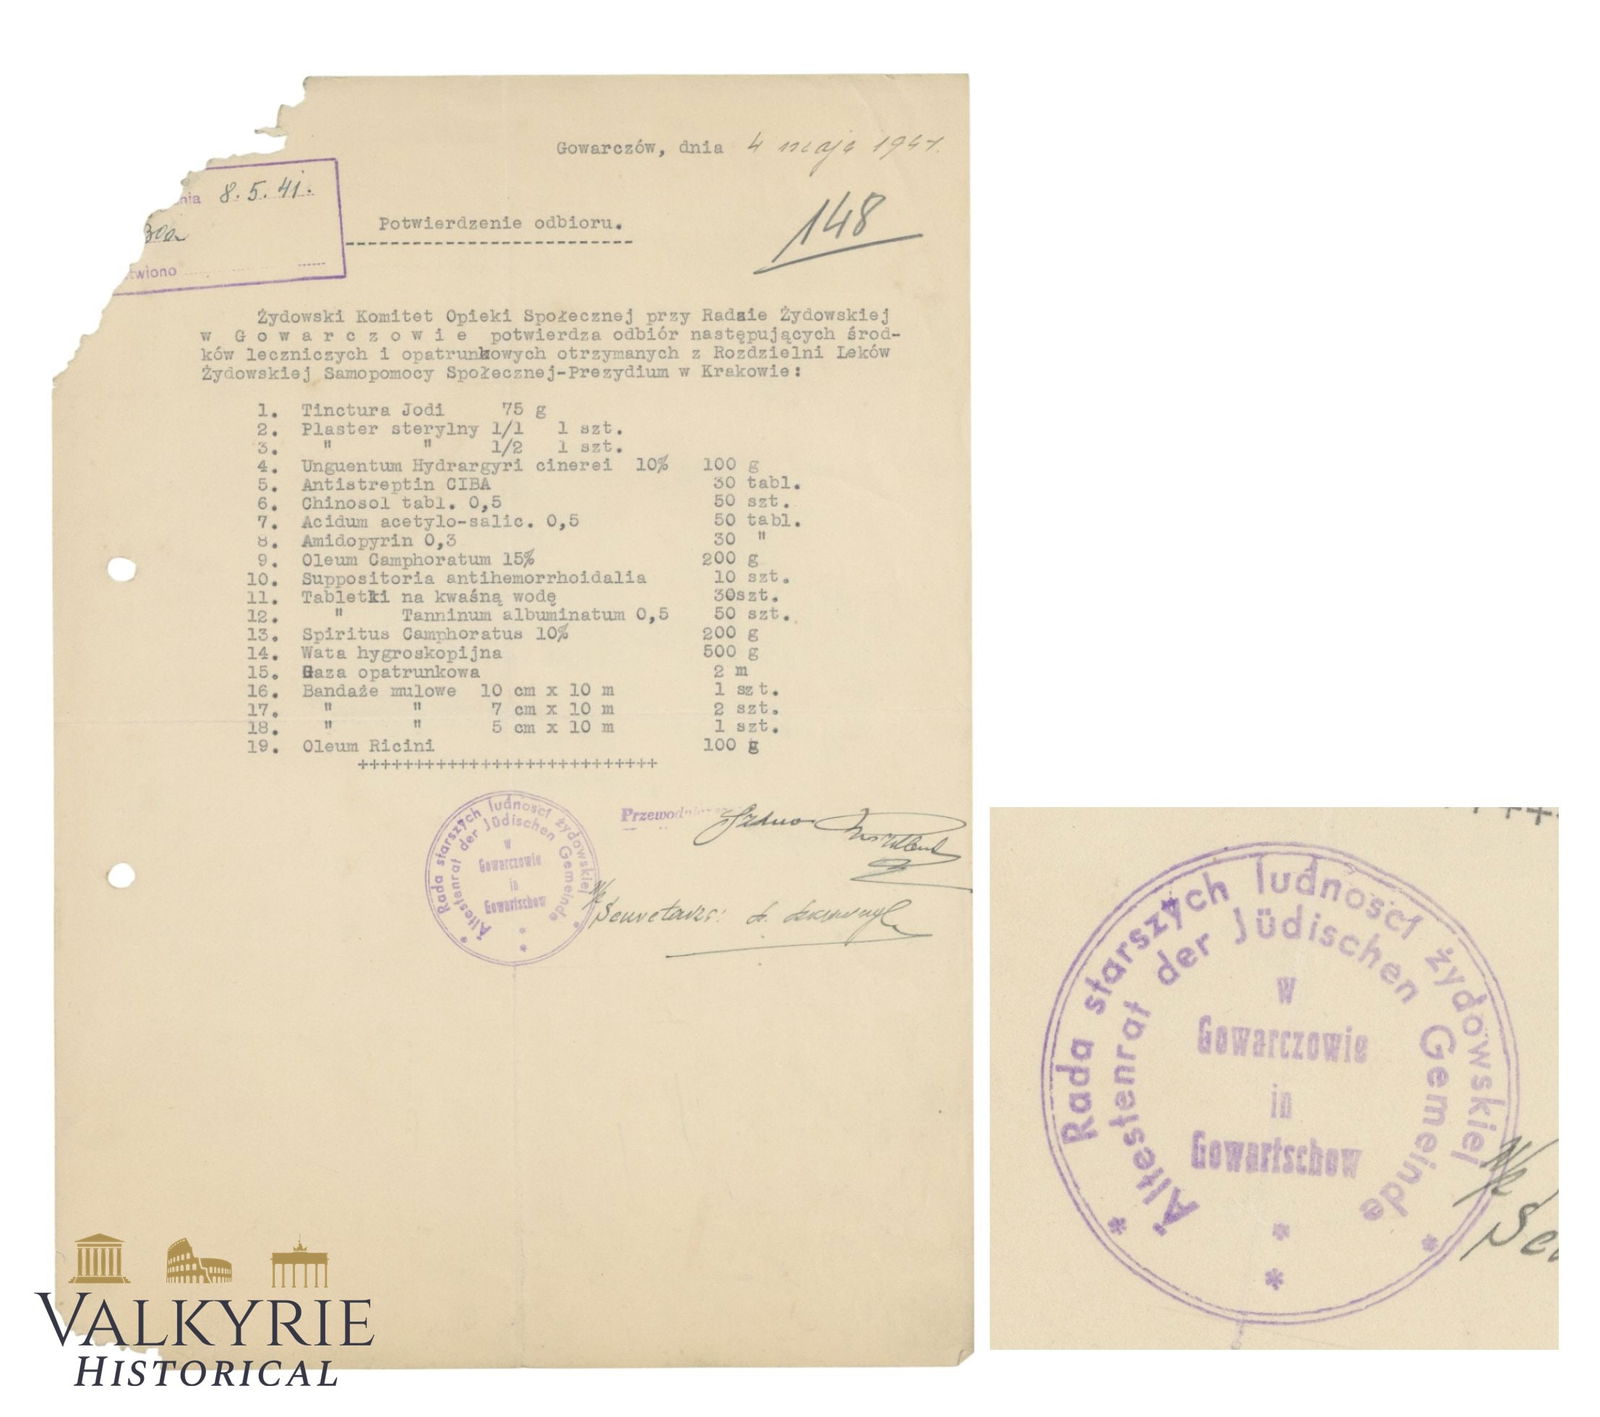 Gowarczów, dnia 4 maja 1941.
nia 8.5.41.
twiono
148
Potwierdzenie odbioru.
Żydowski Komitet Opieki Społecznej przy Radzie Żydowskiej
w G o w a r c z o w i e potwierdza odbiór następujących środ-
ków leczniczych i opatrunkowych otrzymanych z Rozdzielni Leków
Żydowskiej Samopomocy Społecznej-Prezydium w Krakowie:
1. Tinctura Jodi 75 g
2. Plaster sterylny 1/1 1 szt.
3. " " 1/2 1 szt.
4. Unguentum Hydrargyri cinerei 10% 100 g
5. Antistreptin CIBA 30 tabl.
6. Chinosol tabl. 0,5 50 szt.
7. Acidum acetylo-salic. 0,5 50 tabl.
8. Amidopyrin 0,3 30 "
9. Oleum Camphoratum 15% 200 g
10. Suppositoria antihemorrhoidalia 10 szt.
11. Tabletki na kwaśną wodę 30szt.
12. " Tanninum albuminatum 0,5 50 szt.
13. Spiritus Camphoratus 10% 200 g
14. Wata hygroskopijna 500 g
15. Gaza opatrunkowa 2 m
16. Bandaże mulowe 10 cm x 10 m 1 szt.
17. " " 7 cm x 10 m 2 szt.
18. " " 5 cm x 10 m 1 szt.
19. Oleum Ricini 100 g
+++++++++++++++++++++++++++
Rada starszych ludności żydowskiej
Ältestenrat der Jüdischen Gemeinde
w
Gowarczowie
in
Gowartschow
* * * *
Przewodn
Sekretarz:
Rada starszych ludności żydowskiej
Ältestenrat der Jüdischen Gemeinde
w
Gowarczowie
in
Gowartschow
* * * *
VALKYRIE
HISTORICAL